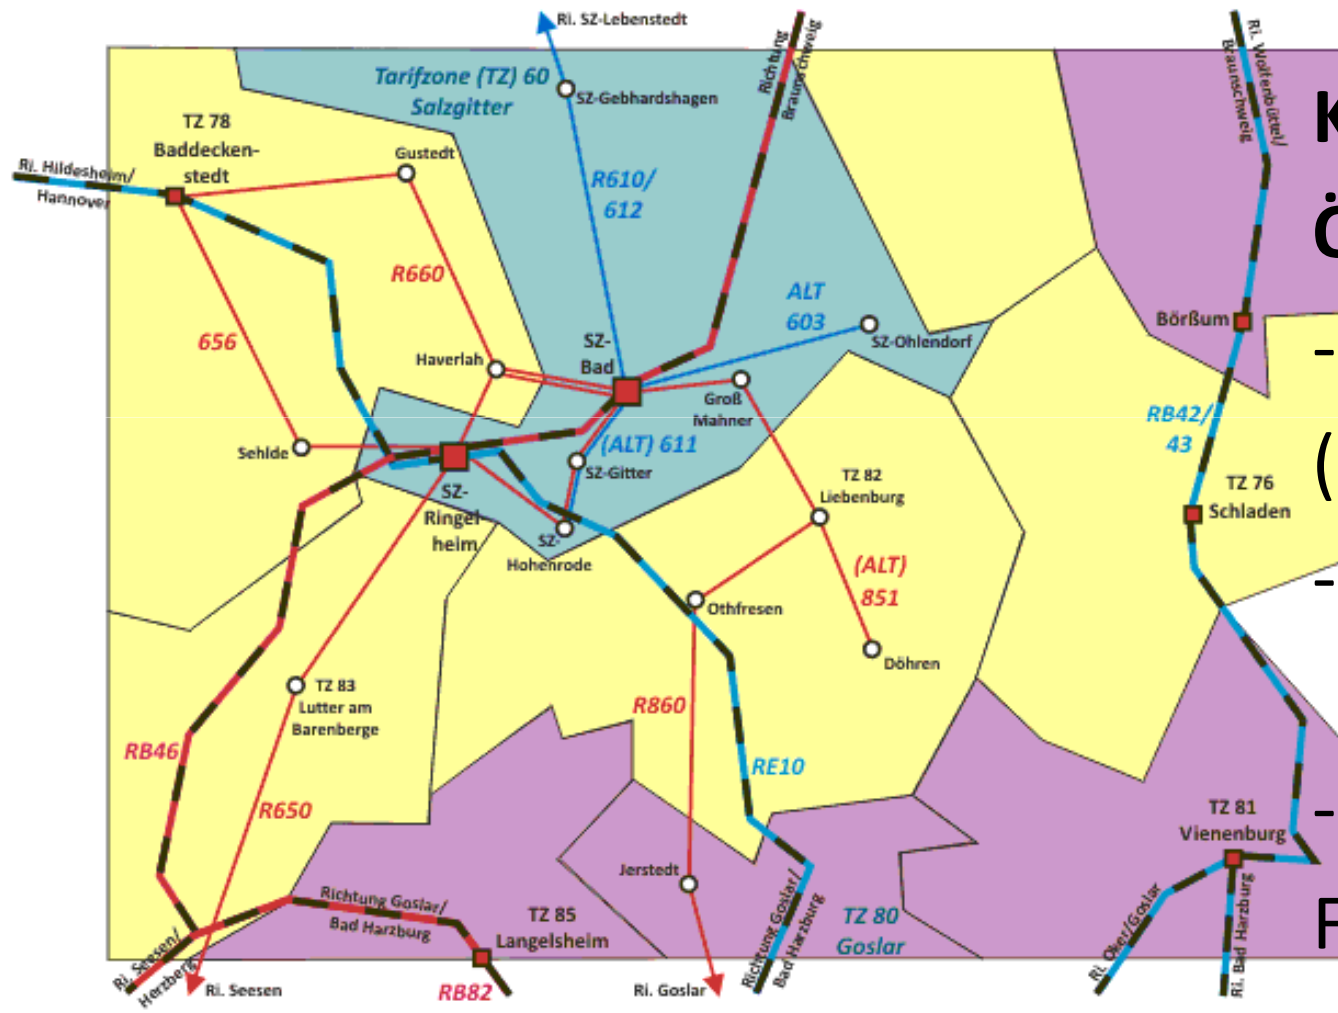 Ri. SZ-Lebenstedt
Richtung
Braunschweig
Ri. Wolfenbüttel/
Braunschweig
Tarifzone (TZ) 60
Salzgitter
SZ-Gebhardshagen
K
TZ 78
Baddecken-
stedt
Gustedt
Ri. Hildesheim/
Hannover
R610/
612
Ö
R660
ALT
603
656
SZ-
Bad
SZ-Ohlendorf
Börßum
-
Haverlah
Groß
Mahner
RB42/
43
Sehlde
(ALT) 611
SZ-Gitter
(
TZ 82
Liebenburg
TZ 76
Schladen
SZ-
Ringel
heim
SZ-
Hohenrode
(ALT)
851
-
Othfresen
Döhren
TZ 83
Lutter am
Barenberge
R860
RB46
RE10
R650
-
TZ 81
Vienenburg
Jerstedt
Richtung Goslar/
Bad Harzburg
TZ 85
Langelsheim
Richtung Goslar/
Bad Harzburg
TZ 80
Goslar
Ri. Oker/Goslar
Ri. Bad Harzburg
F
Ri. Seesen/
Herzberg
Ri. Seesen
RB82
Ri. Goslar